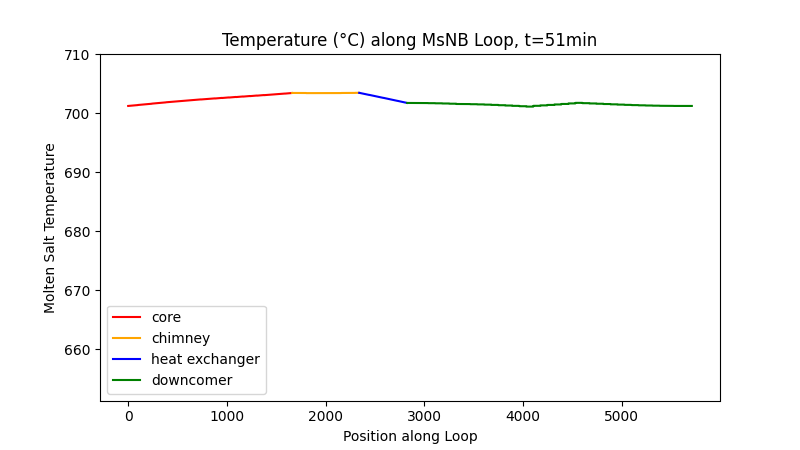 Temperature (°C) along MsNB Loop, t=51min
Molten Salt Temperature
710
700
690
680
670
660
core
chimney
heat exchanger
downcomer
0 1000 2000 3000 4000 5000
Position along Loop